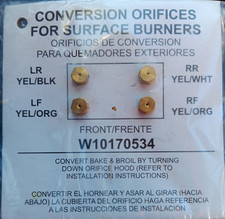 CONVERSION ORIFICES
FOR SURFACE BURNERS
ORIFICIOS DE CONVERSION
PARA QUEMADORES EXTERIORES
LR RR
YEL/BLK YEL/WHT
LF RF
YEL/ORG YEL/ORG
FRONT/FRENTE
W10170534
CONVERT BAKE & BROIL BY TURNING
DOWN ORIFICE HOOD (REFER TO
INSTALLATION INSTRUCTIONS)
CONVERTIR EL HORNEAR Y ASAR AL GIRAR (HACIA
ABAJO) LA CUBIERTA DEL ORIFICIO HAGA REFERENCIA
A LAS INSTRUCCIONES DE INSTALACION